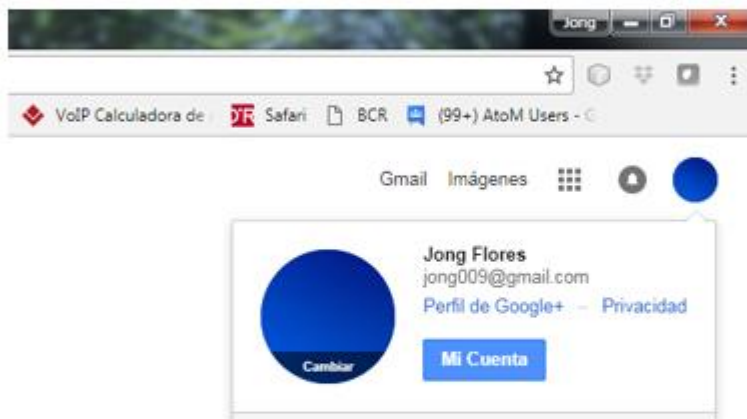 Jong
VoIP Calculadora de
O'R Safari
BCR
(99+) AtoM Users - G
Gmail Imágenes
Jong Flores
jong009@gmail.com
Perfil de Google+ – Privacidad
Cambiar
Mi Cuenta